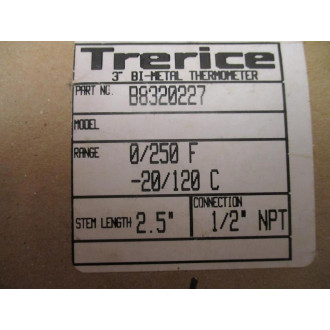 Trerice
3" BI-METAL THERMOMETER
PART NO. B8320227
MODEL
RANGE 0/250 F
-20/120 C
STEM LENGTH 2.5" CONNECTION 1/2" NPT